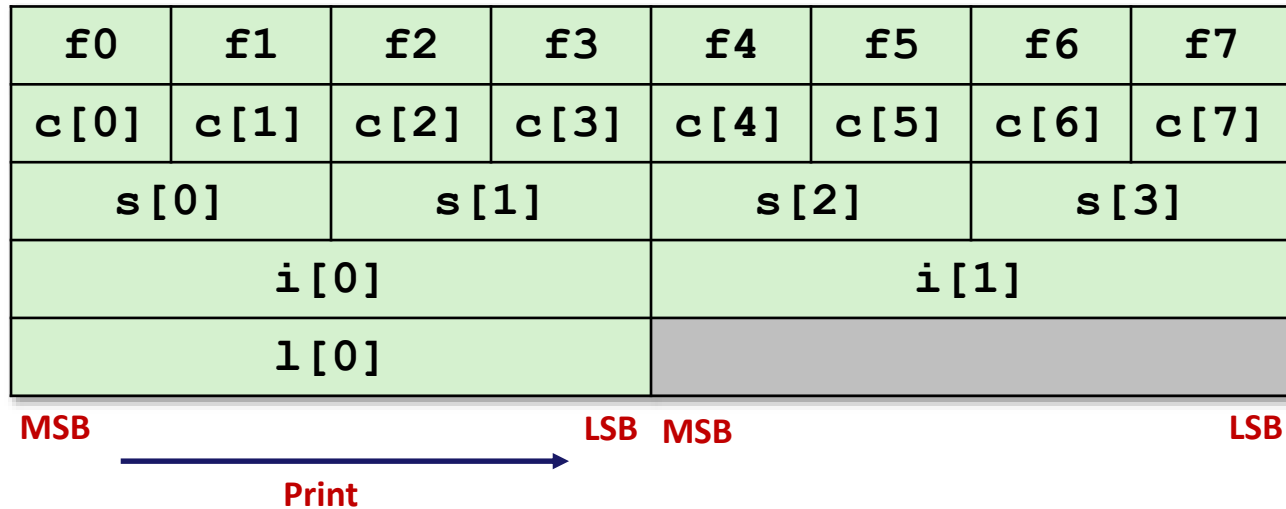 f0 f1 f2 f3 f4 f5 f6 f7
c[0] c[1] c[2] c[3] c[4] c[5] c[6] c[7]
s[0] s[1] s[2] s[3]
i[0] i[1]
l[0]
MSB LSB MSB LSB
Print